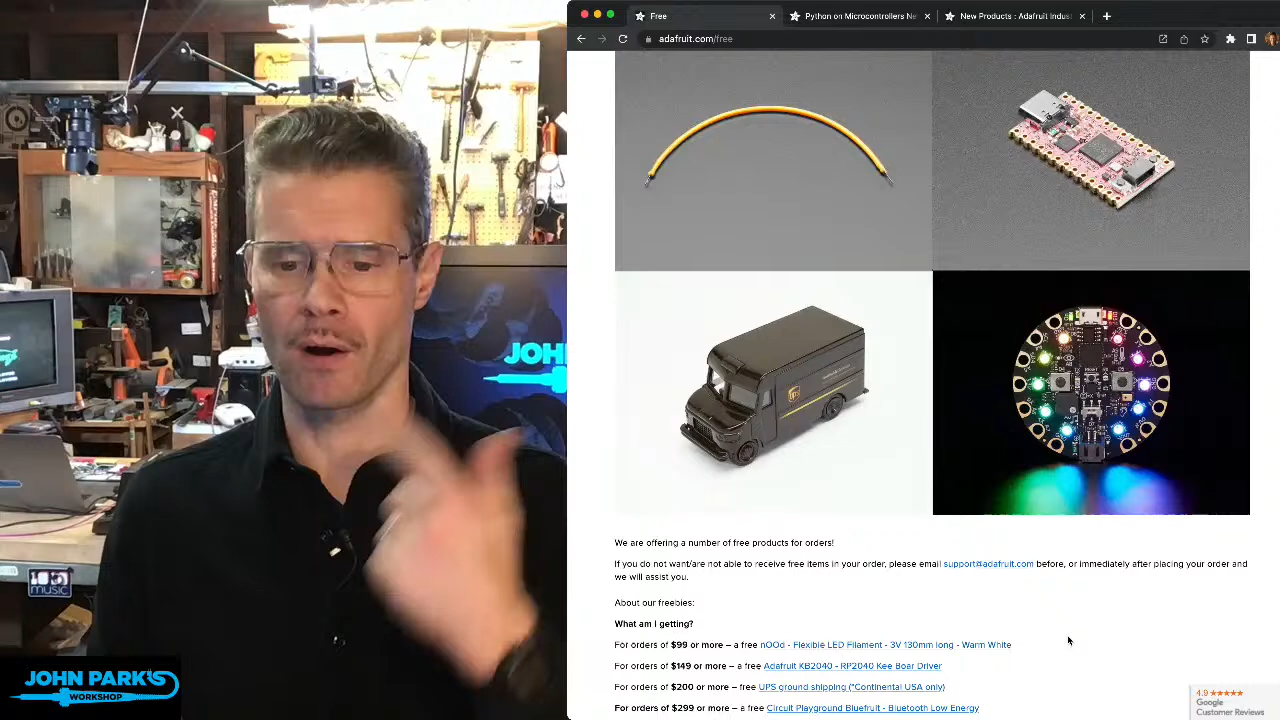 Free
Python on Microcontrollers Ne
New Products - Adafruit Indus
adafruit.com/free
JOHN
music
We are offering a number of free products for orders!
If you do not want/are not able to receive free items in your order, please email support@adafruit.com before, or immediately after placing your order and
we will assist you.
About our freebies:
What am I getting?
For orders of $99 or more – a free nOOd - Flexible LED Filament - 3V 130mm long - Warm White
For orders of $149 or more – a free Adafruit KB2040 - RP2040 Kee Boar Driver
For orders of $200 or more – free UPS ground shipping (*Continental USA only)
For orders of $299 or more – a free Circuit Playground Bluefruit - Bluetooth Low Energy
4.9 ★★★★★
Google
Customer Reviews
JOHN PARK'S
WORKSHOP